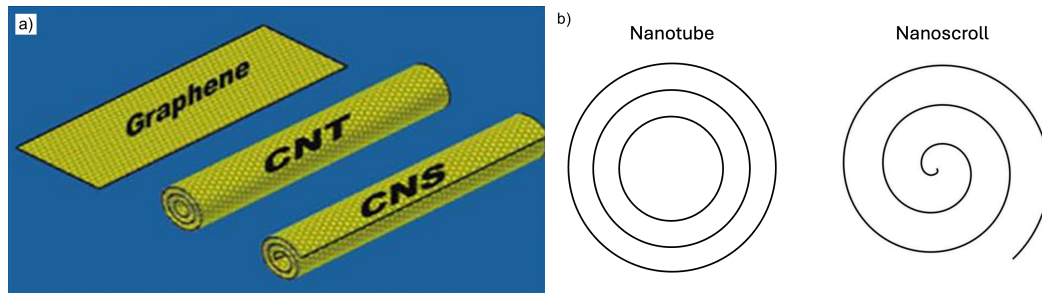 a)
Graphene
CNT
CNS
b)
Nanotube
Nanoscroll